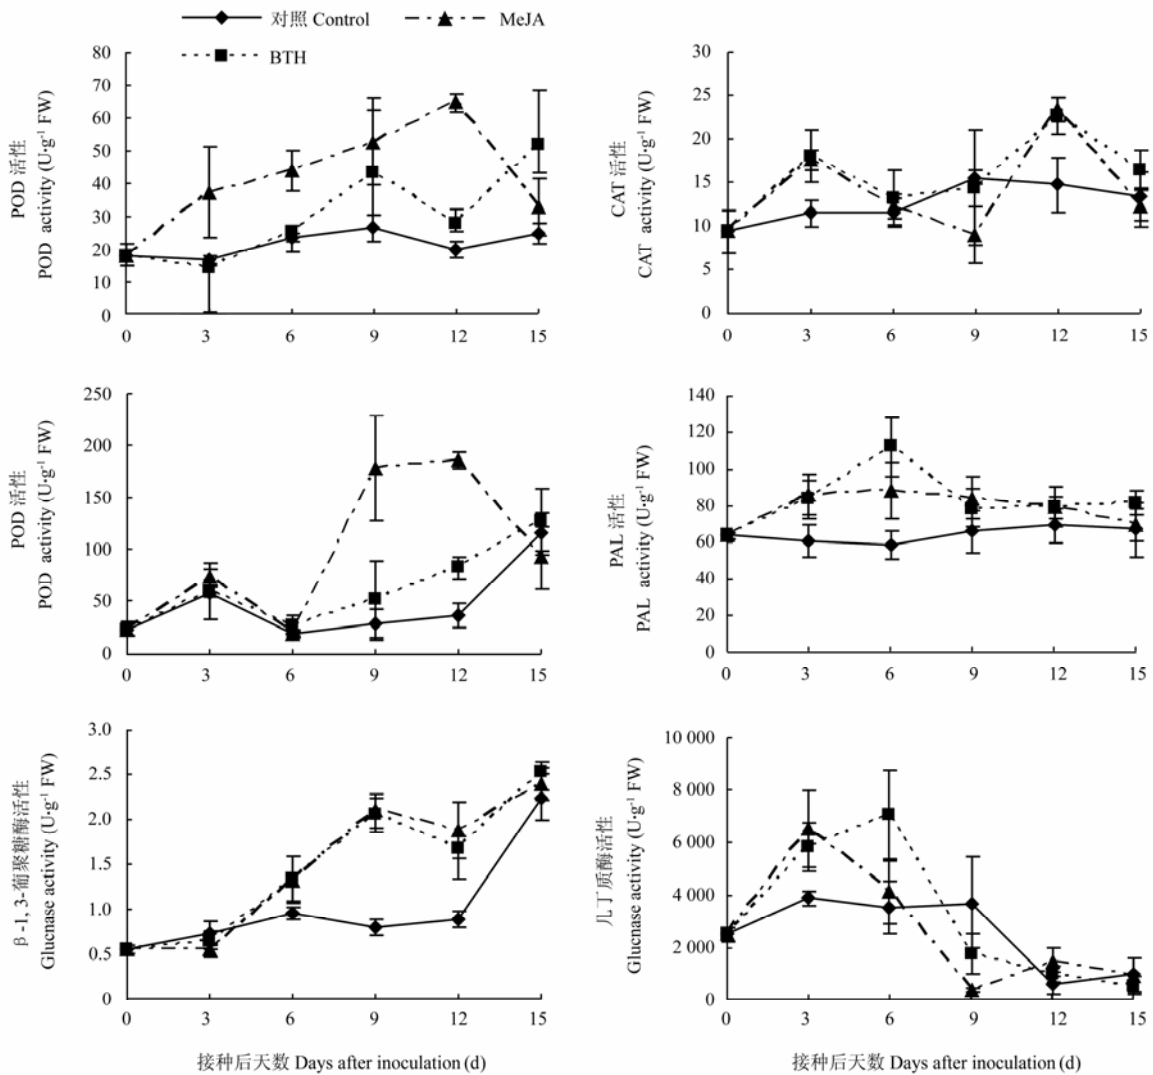 对照 Control
MeJA
BTH
POD 活性
POD activity (U·g-1 FW)
80
70
60
50
40
30
20
10
0
0 3 6 9 12 15
CAT 活性
CAT activity (U·g-1 FW)
30
25
20
15
10
5
0
0 3 6 9 12 15
POD 活性
POD activity (U·g-1 FW)
250
200
150
100
50
0
0 3 6 9 12 15
PAL 活性
PAL activity (U·g-1 FW)
140
120
100
80
60
40
20
0
0 3 6 9 12 15
β-1, 3-葡聚糖酶活性
Glucnase activity (U·g-1 FW)
3.0
2.5
2.0
1.5
1.0
0.5
0
0 3 6 9 12 15
接种后天数 Days after inoculation (d)
几丁质酶活性
Glucnase activity (U·g-1 FW)
10 000
8 000
6 000
4 000
2 000
0
0 3 6 9 12 15
接种后天数 Days after inoculation (d)